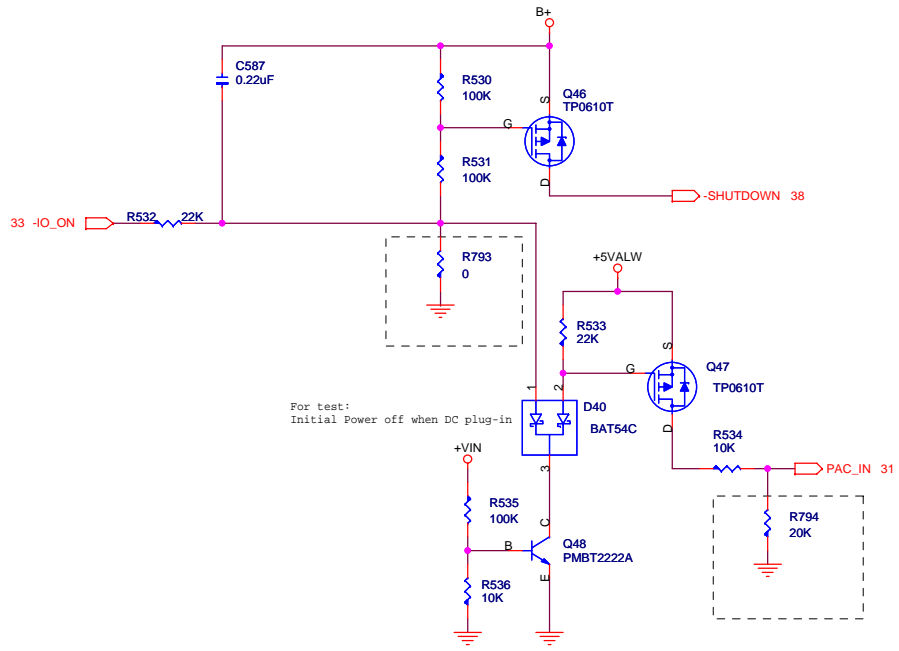 B+
C587
0.22uF
R530
100K
S
Q46
TP0610T
G
R531
100K
D
-SHUTDOWN 38
33 -IO_ON
R532
22K
R793
0
+5VALW
R533
22K
S
Q47
G
TP0610T
1
2
For test:
Initial Power off when DC plug-in
D40
BAT54C
D
R534
10K
+VIN
3
PAC_IN 31
R535
100K
R794
20K
C
B
Q48
PMBT2222A
E
R536
10K